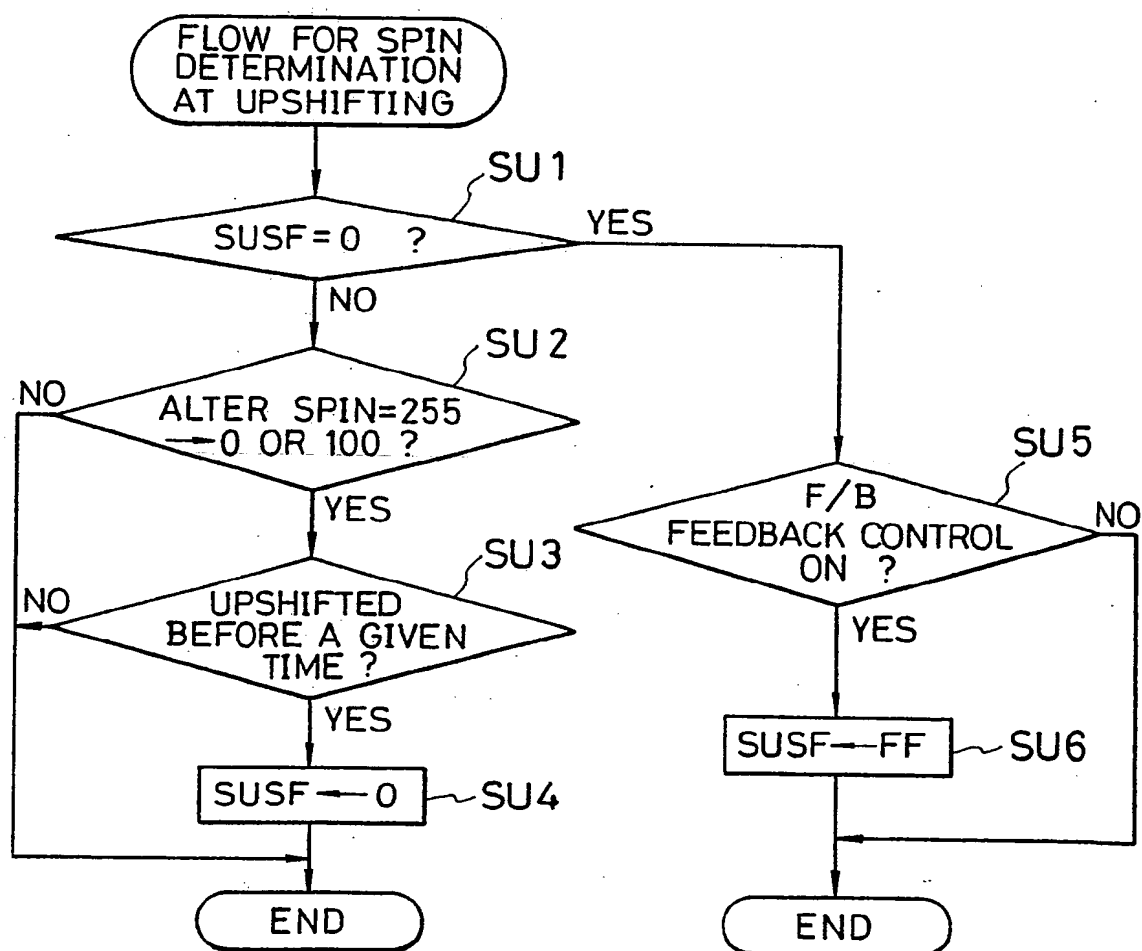 FLOW FOR SPIN
DETERMINATION
AT UPSHIFTING
SU1
SUSF=0 ?
YES
NO
SU2
NO
ALTER SPIN=255
→0 OR 100 ?
YES
SU3
NO
UPSHIFTED
BEFORE A GIVEN
TIME ?
YES
SUSF←0
SU4
END
SU5
F/B
FEEDBACK CONTROL
ON ?
NO
YES
SUSF←FF
SU6
END